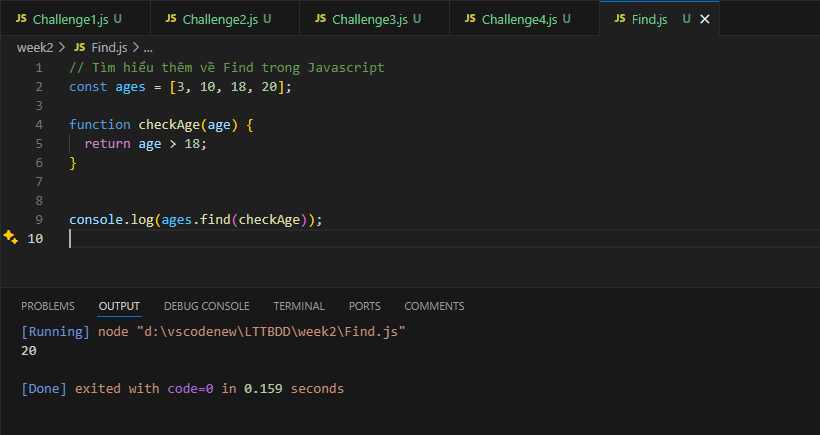 JS Challenge1.js U JS Challenge2.js U JS Challenge3.js U JS Challenge4.js U JS Find.js U
week2 > JS Find.js > ...
1 // Tìm hiểu thêm về Find trong Javascript
2 const ages = [3, 10, 18, 20];
3
4 function checkAge(age) {
5 return age > 18;
6 }
7
8
9 console.log(ages.find(checkAge));
10
PROBLEMS OUTPUT DEBUG CONSOLE TERMINAL PORTS COMMENTS
[Running] node "d:\vscodenew\LTTBDD\week2\Find.js"
20
[Done] exited with code=0 in 0.159 seconds